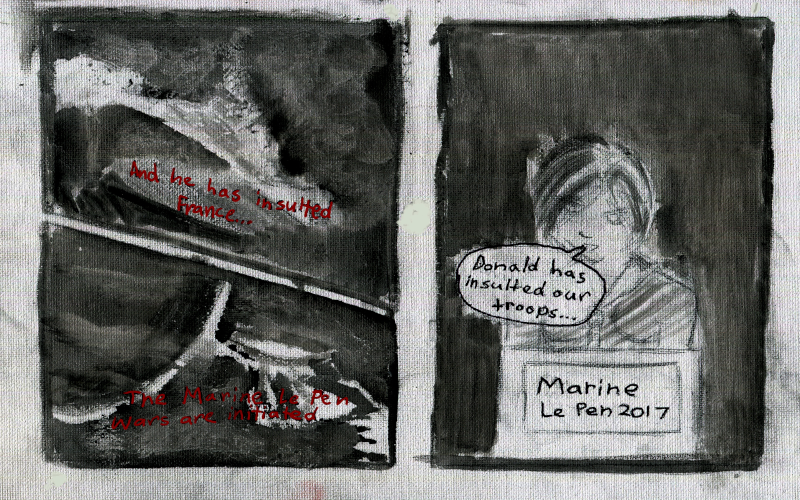 And he has insulted
France...
The Marine Le Pen
Wars are initiated
Donald has
insulted our
troops...
Marine
Le Pen 2017